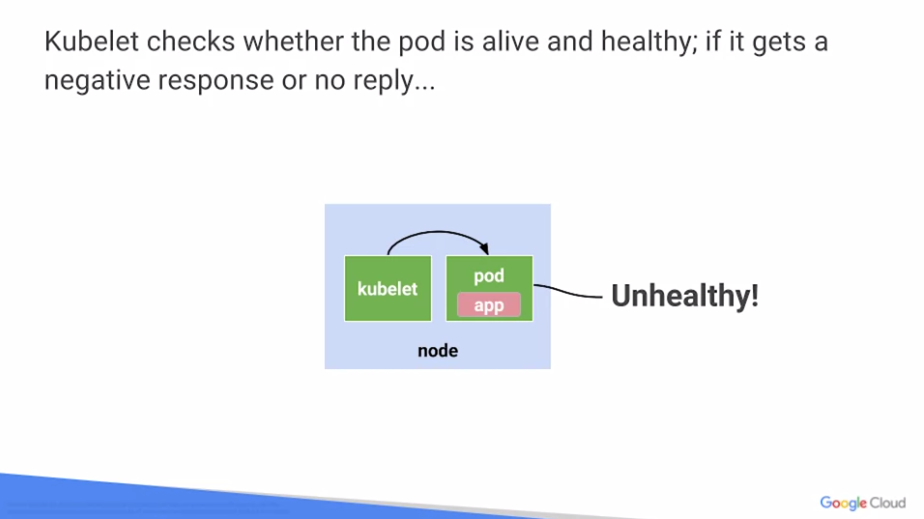 Kubelet checks whether the pod is alive and healthy; if it gets a
negative response or no reply...
kubelet
pod
app
Unhealthy!
node
Google Cloud